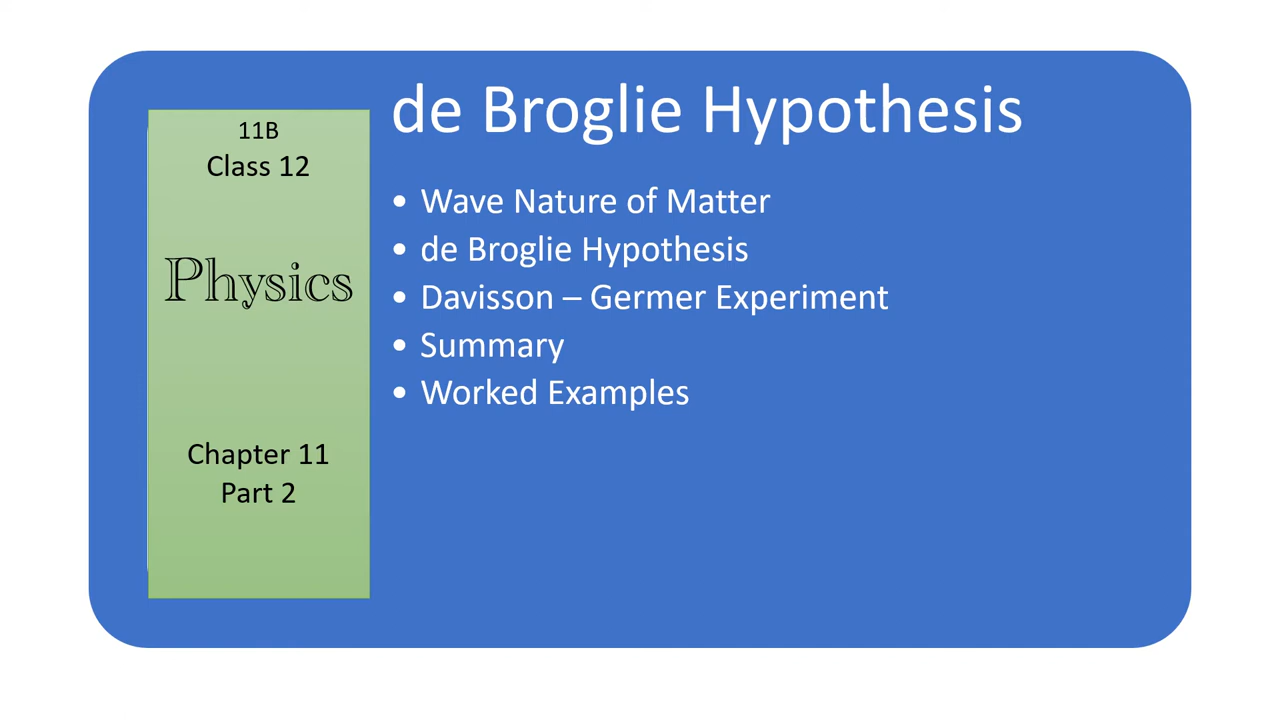 11B
Class 12
Physics
Chapter 11
Part 2
de Broglie Hypothesis
• Wave Nature of Matter
• de Broglie Hypothesis
• Davisson – Germer Experiment
• Summary
• Worked Examples